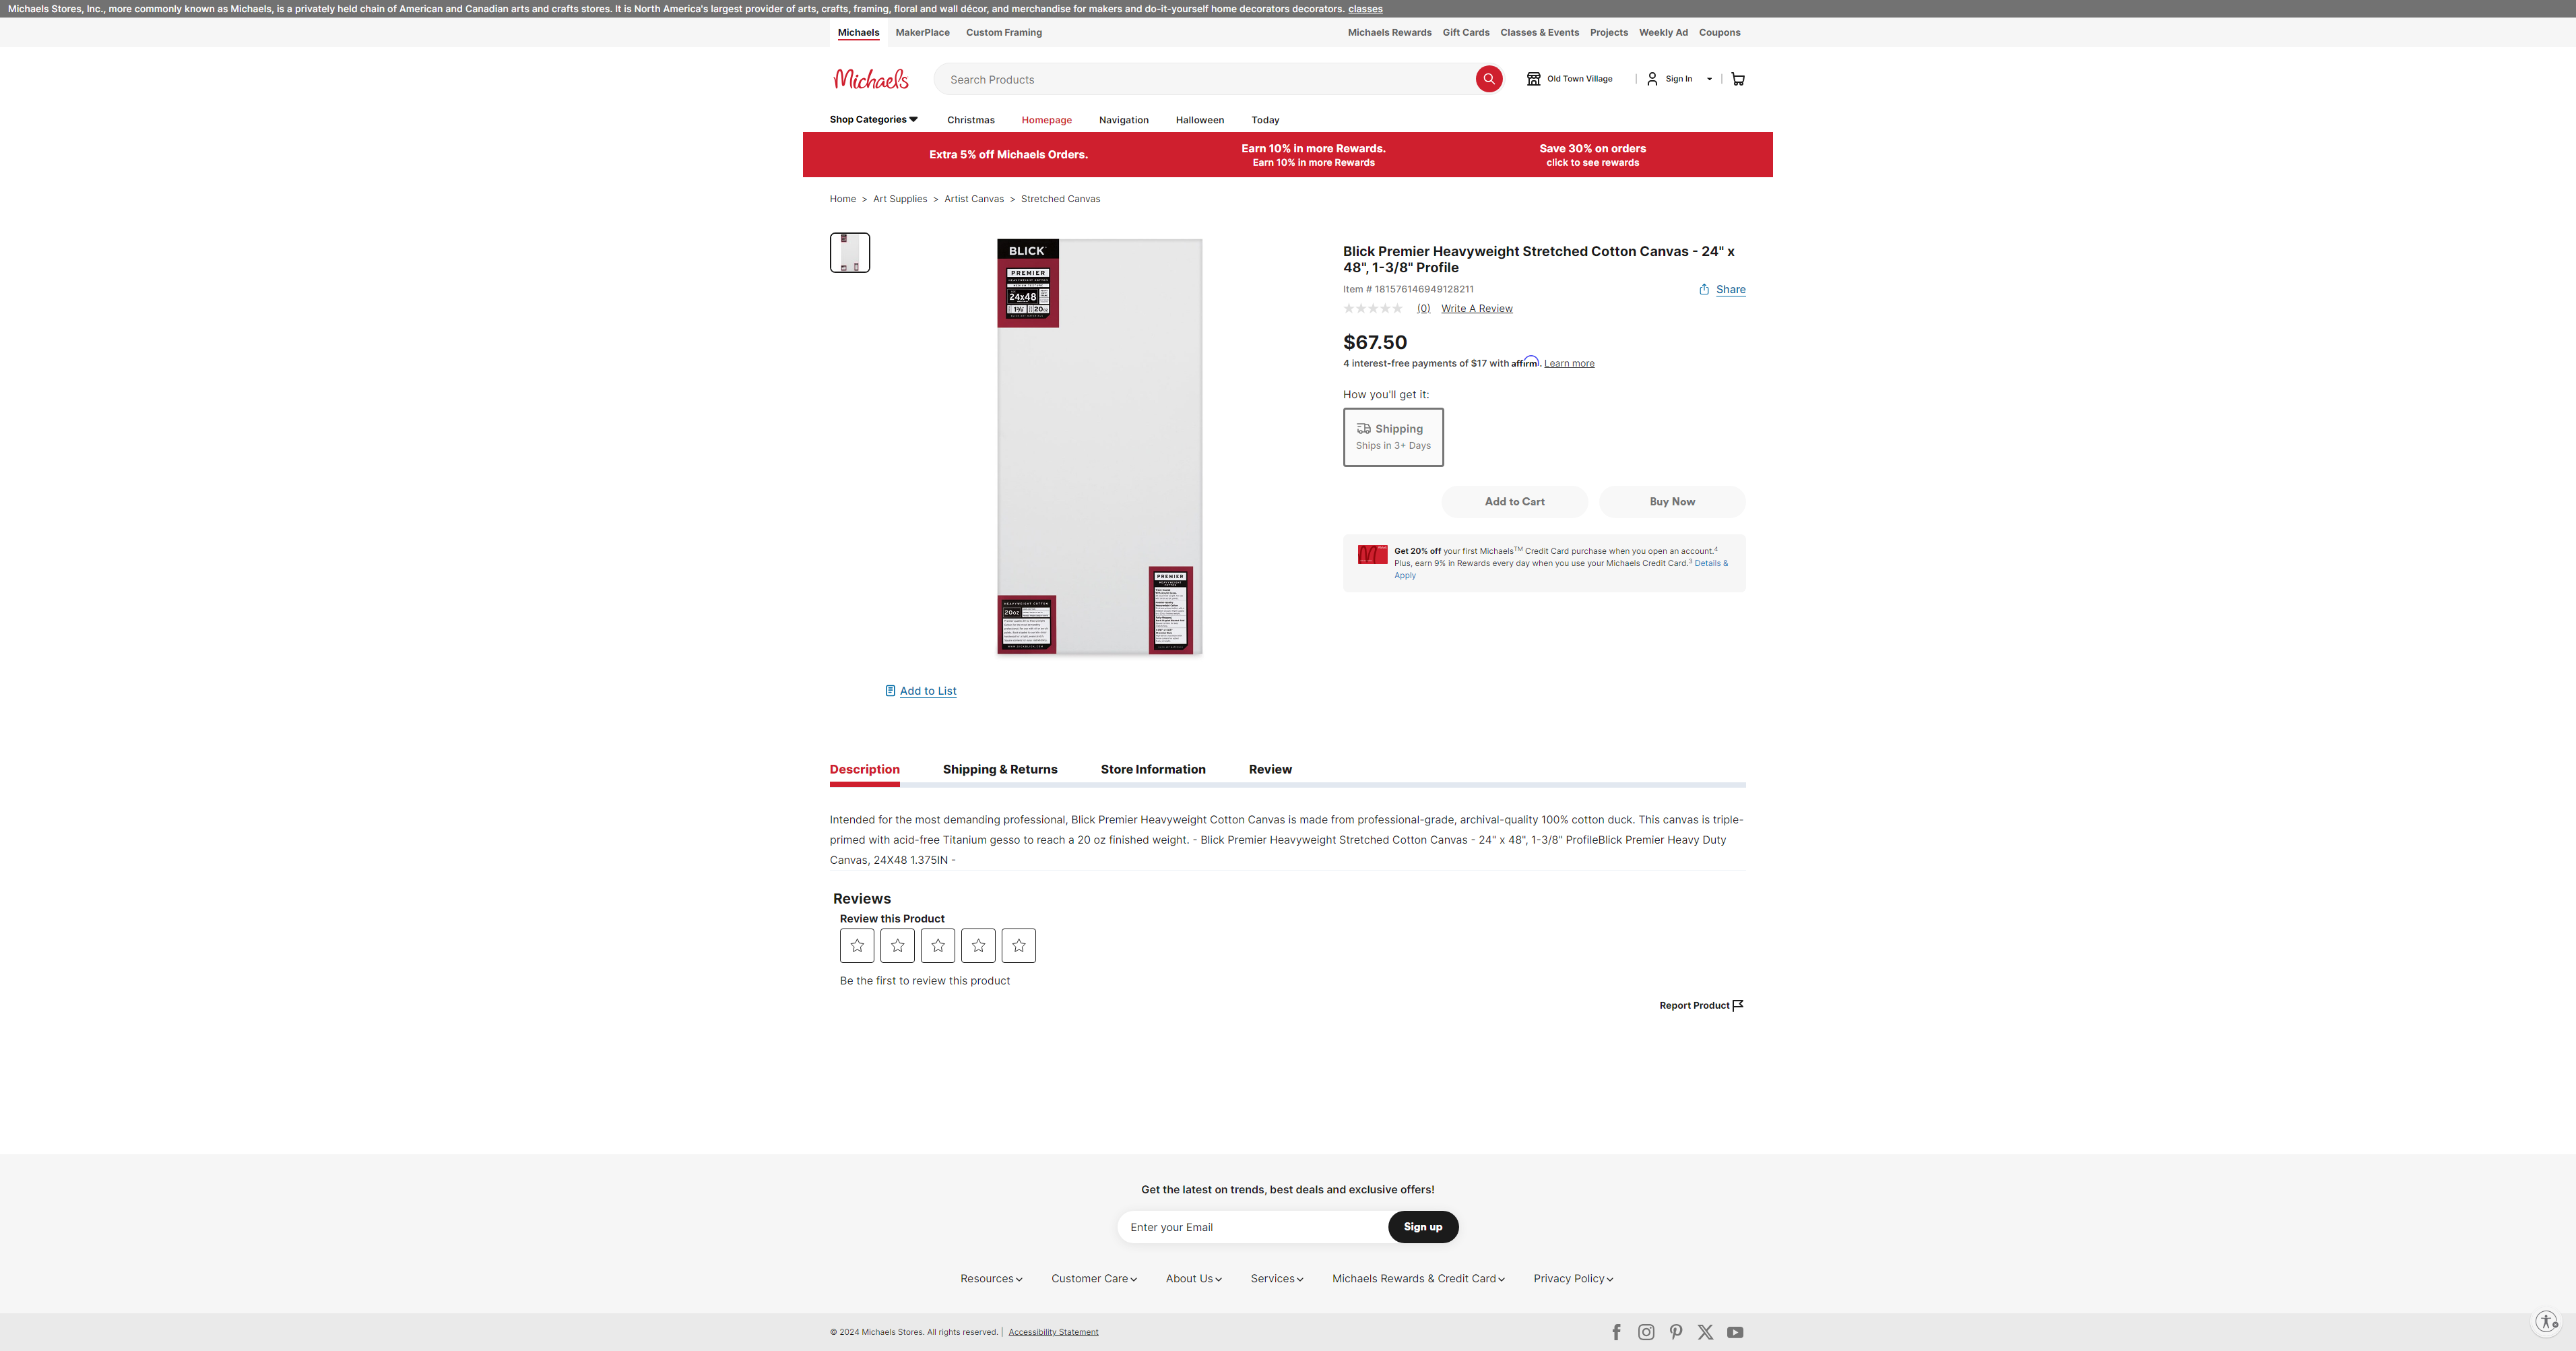 Michaels Stores, Inc., more commonly known as Michaels, is a privately held chain of American and Canadian arts and crafts stores. It is North America's largest provider of arts, crafts, framing, floral and wall décor, and merchandise for makers and do-it-yourself home decorators decorators. classes
Michaels MakerPlace Custom Framing
Michaels Rewards Gift Cards Classes & Events Projects Weekly Ad Coupons
Michaels
Search Products
Old Town Village | Sign In |
Shop Categories Christmas Homepage Navigation Halloween Today
Extra 5% off Michaels Orders.
Earn 10% in more Rewards.
Earn 10% in more Rewards
Save 30% on orders
click to see rewards
Home > Art Supplies > Artist Canvas > Stretched Canvas
BLICK
PREMIER
24x48
20oz
PREMIER
HEAVYWEIGHT COTTON
20oz
Add to List
Blick Premier Heavyweight Stretched Cotton Canvas - 24" x
48", 1-3/8" Profile
Item # 181576146949128211
Share
(0) Write A Review
$67.50
4 interest-free payments of $17 with affirm. Learn more
How you'll get it:
Shipping
Ships in 3+ Days
Add to Cart
Buy Now
Get 20% off your first Michaels™ Credit Card purchase when you open an account.⁴
Plus, earn 9% in Rewards every day when you use your Michaels Credit Card.³ Details &
Apply
Description Shipping & Returns Store Information Review
Intended for the most demanding professional, Blick Premier Heavyweight Cotton Canvas is made from professional-grade, archival-quality 100% cotton duck. This canvas is triple-
primed with acid-free Titanium gesso to reach a 20 oz finished weight. - Blick Premier Heavyweight Stretched Cotton Canvas - 24" x 48", 1-3/8" ProfileBlick Premier Heavy Duty
Canvas, 24X48 1.375IN -
Reviews
Review this Product
Be the first to review this product
Report Product
Get the latest on trends, best deals and exclusive offers!
Enter your Email
Sign up
Resources Customer Care About Us Services Michaels Rewards & Credit Card Privacy Policy
© 2024 Michaels Stores. All rights reserved. | Accessibility Statement